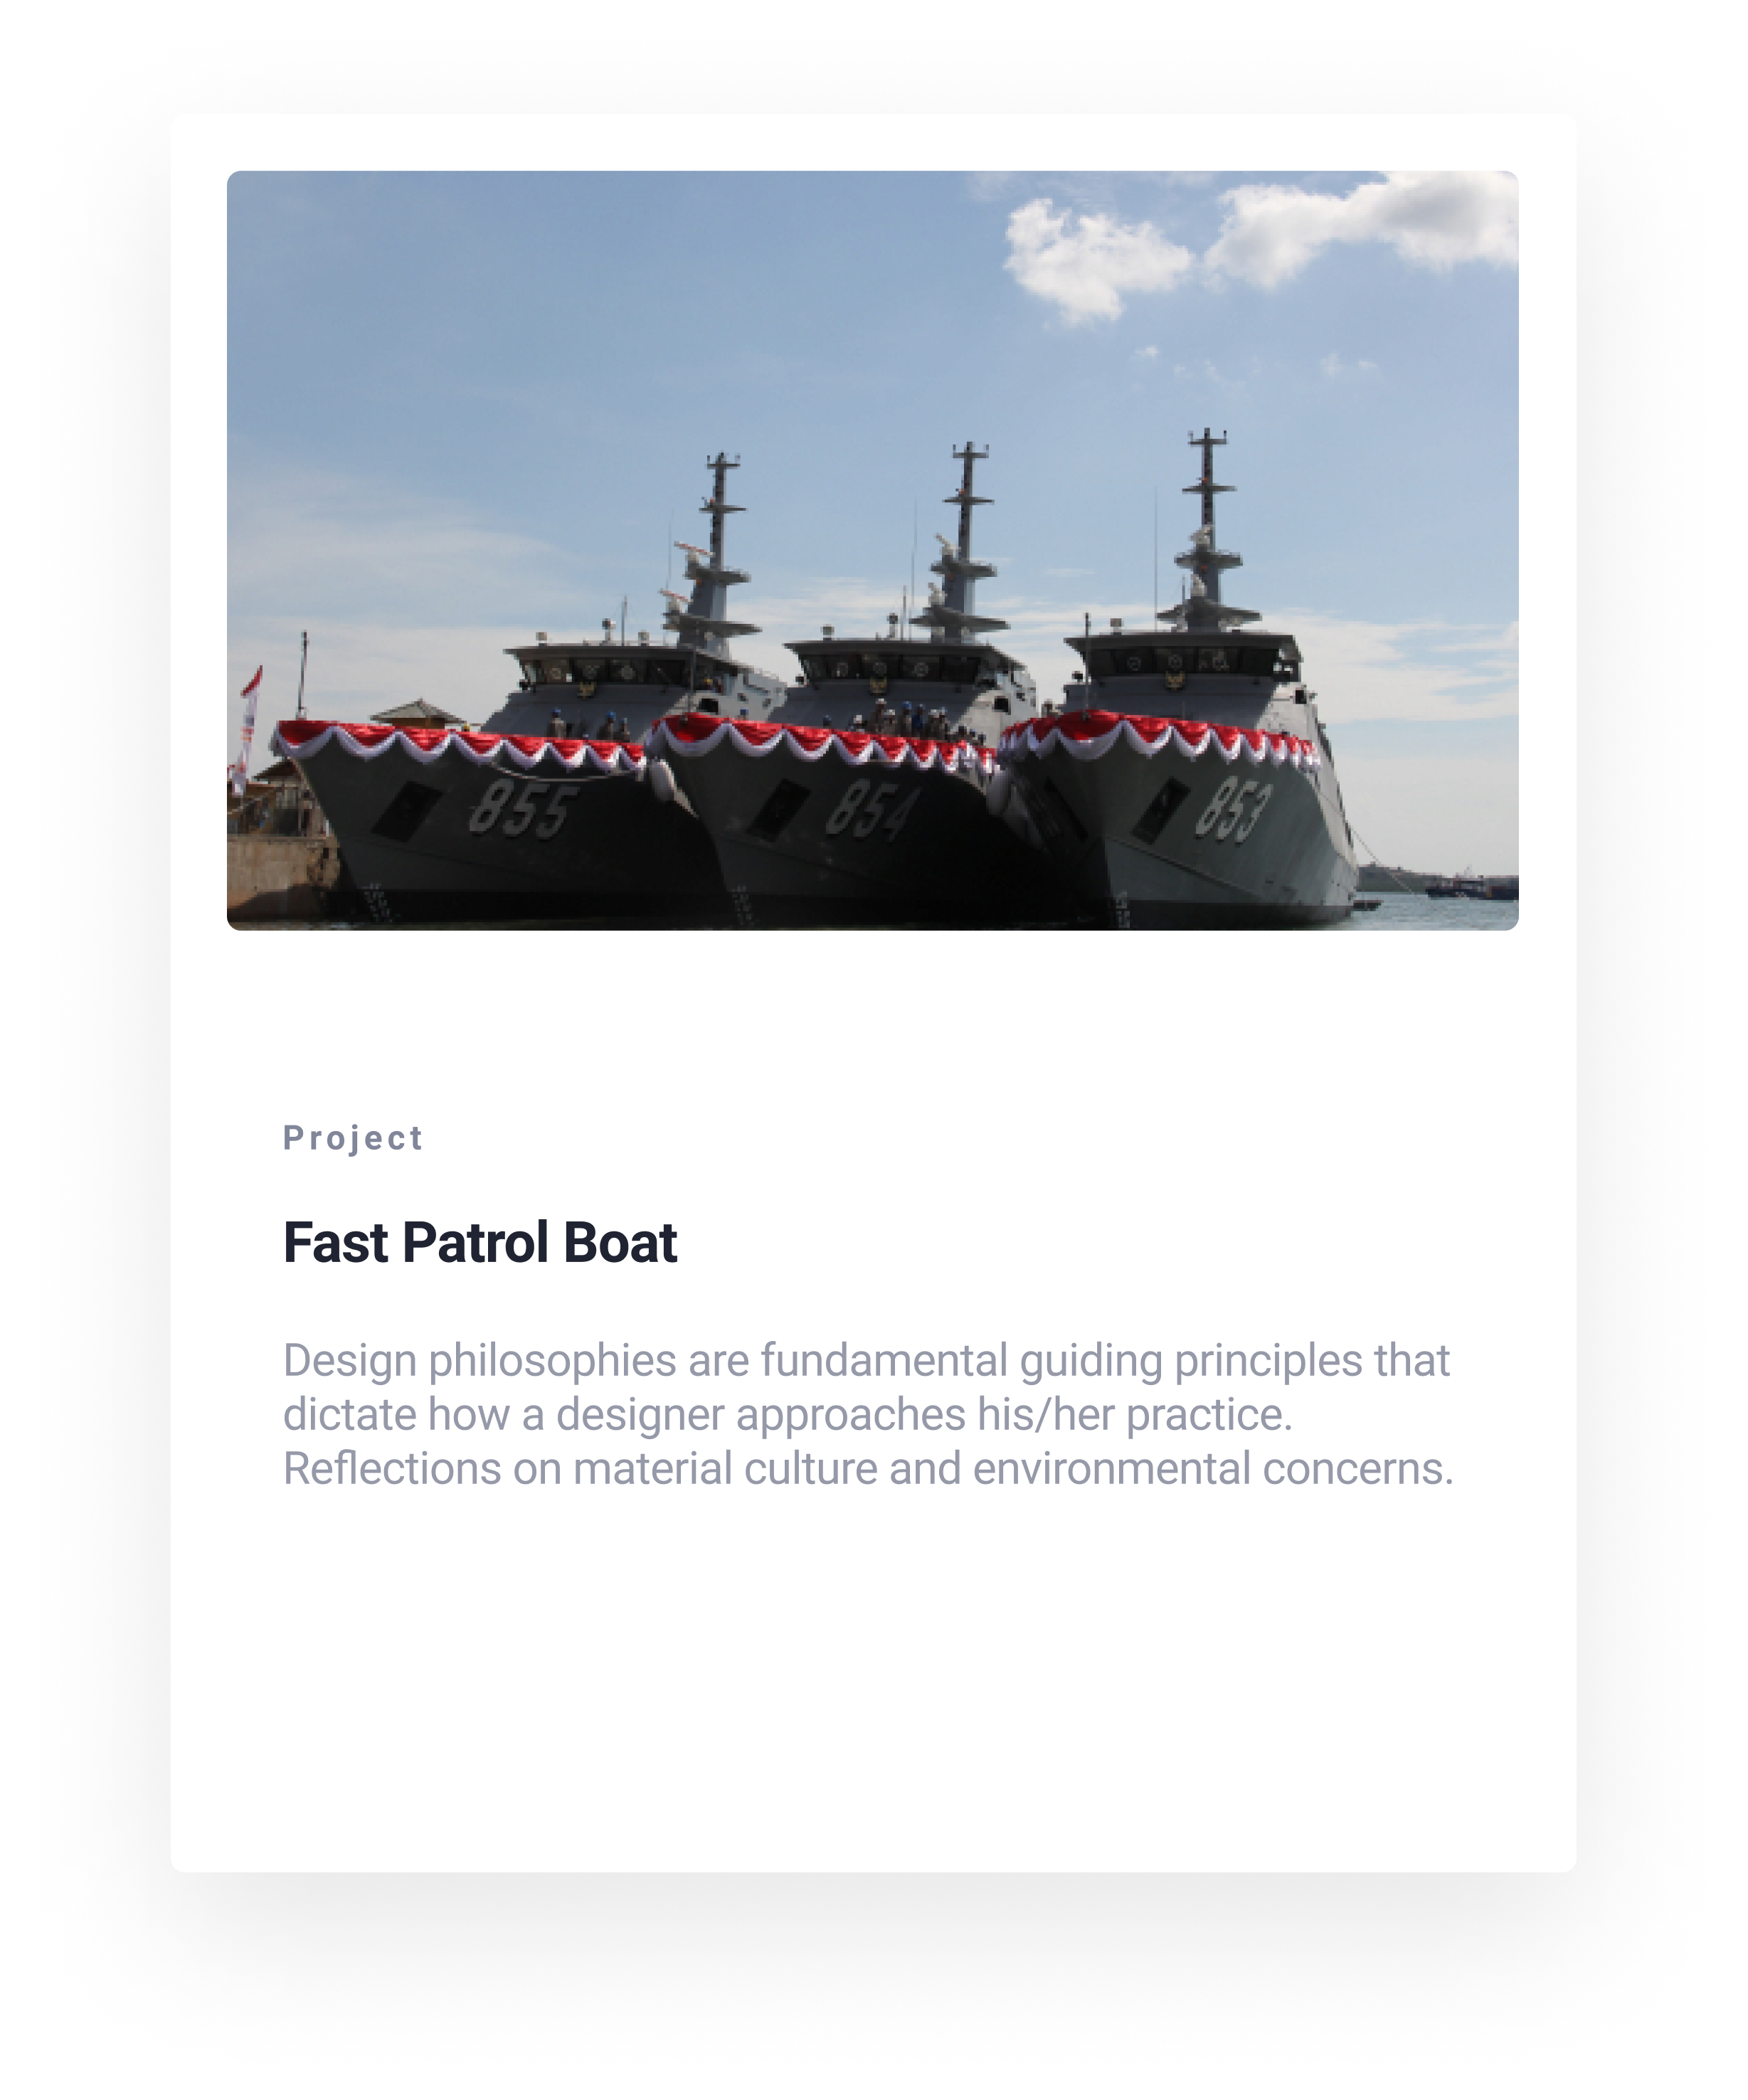 855 854 853
Project
Fast Patrol Boat
Design philosophies are fundamental guiding principles that
dictate how a designer approaches his/her practice.
Reflections on material culture and environmental concerns.